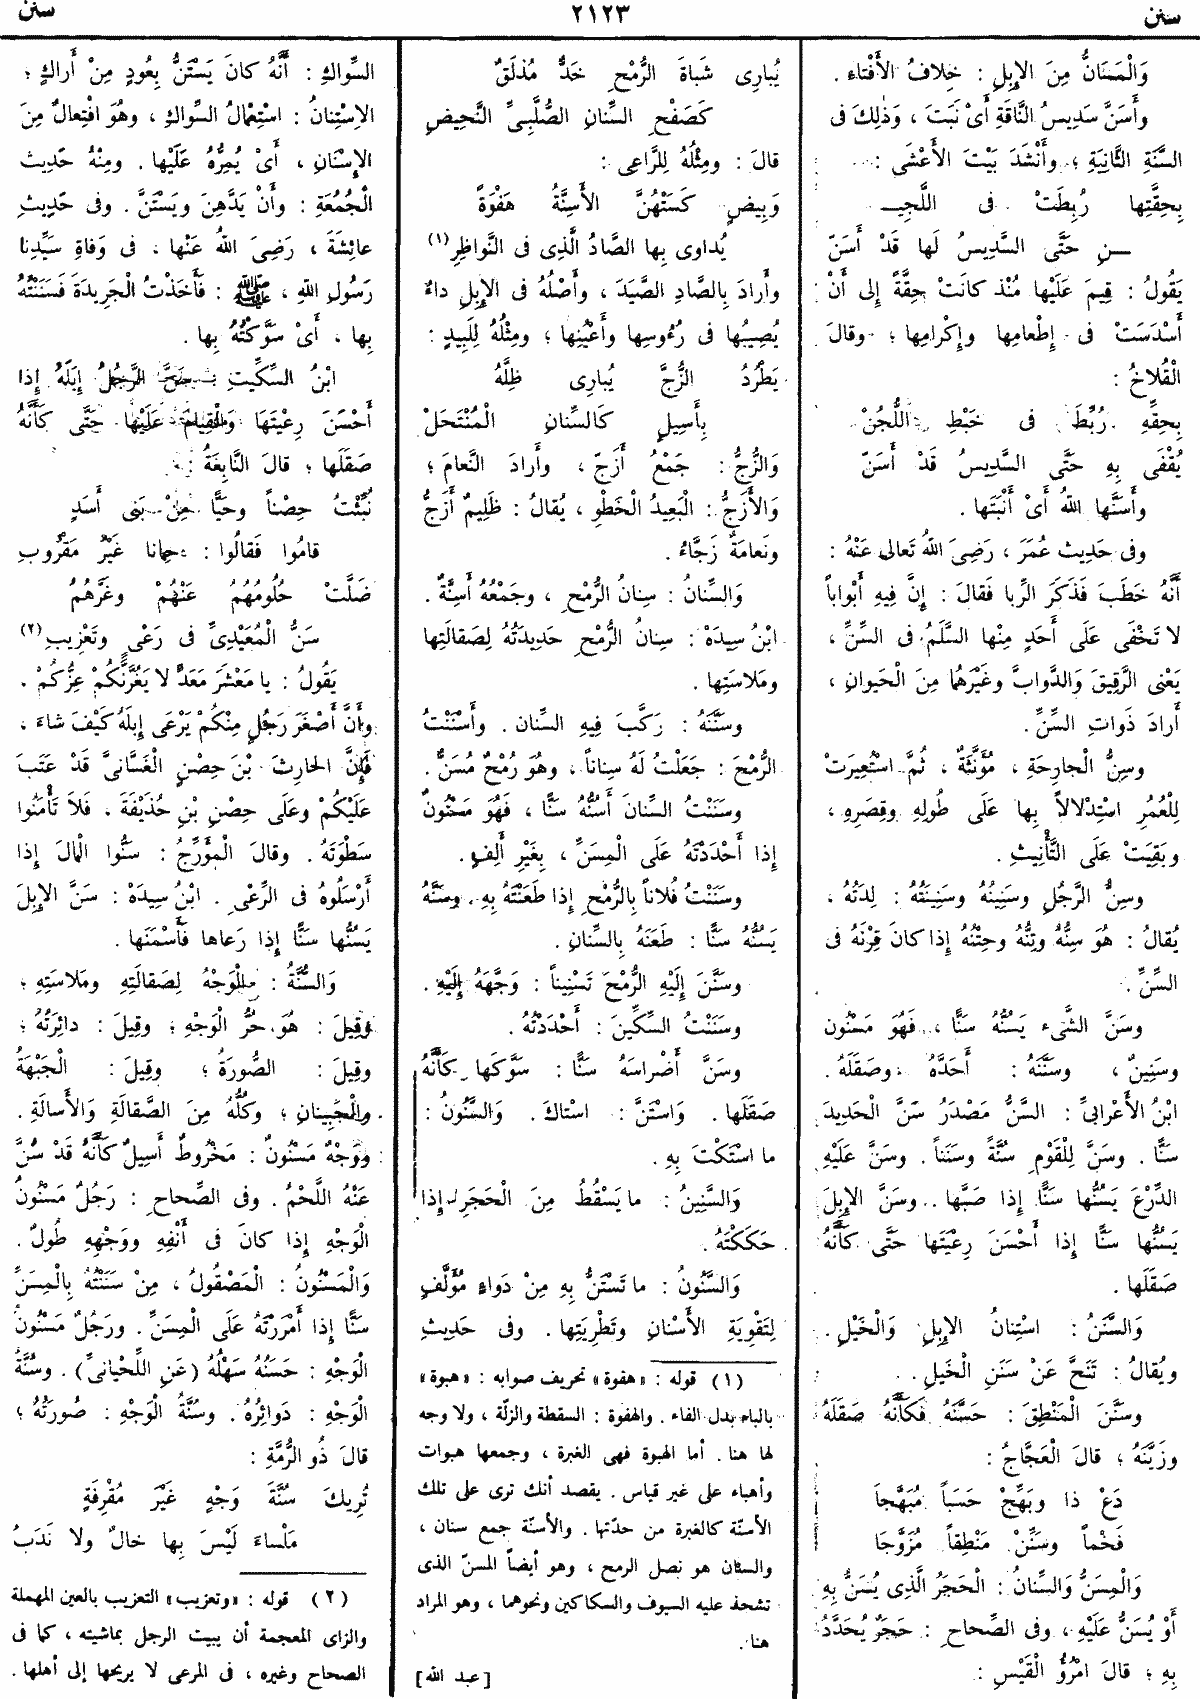 سنن
٢١٢٣
سنن
وَالْمَسَانُّ مِنَ الإِبِلِ : خِلافُ الأَفْتاء .
وأَسَنَّ سَدِيسُ النَّاقَةِ أَىْ نَبَتَ ، وَذلِكَ فى
السَّنَةِ الثَّانِيَةِ ؛ وأَنْشَدَ بَيْتَ الأَعْشَى :
بِحِقَّتِها رُبِطَتْ فى اللَّجِيـ
ـنِ حَتَّى السَّدِيسُ لَها قَدْ أَسَنّ
يَقُولُ : قِيمَ عَلَيْها مُنْذ كانَتْ حِقَّةً إِلى أَنْ
أَسْدَسَتْ فى إِطْعامِها وإِكْرامِها ؛ وقالَ
الْقُلاخُ :
بِحِقِّهِ رُبِّطَ فى خَبْطِ اللُّجُنْ
يُقْفَى بِهِ حَتَّى السَّدِيسُ قَدْ أَسَنّ
وأَسَنَّها اللهُ أَىْ أَنْبَتَها .
وفى حَدِيث عُمَرَ ، رَضِىَ اللهُ تَعالى عَنْهُ :
أَنَّهُ خَطَبَ فَذَكَرَ الرِّبا فَقالَ : إِنَّ فِيهِ أَبْواباً
لا تَخْفَى عَلَى أَحَدٍ مِنْها السَّلَمُ فى السِّنِّ ،
يَعْنى الرَّقِيقَ وَالدَّوابَّ وغَيْرَهُما مِنَ الْحَيوانِ ،
أَرادَ ذَواتِ السِّنِّ .
وسِنُّ الْجارِحَةِ ، مُؤَنَّثَةٌ ، ثُمَّ اسْتُعِيرَتْ
لِلْعُمُرِ اسْتِدْلالاً بِها عَلَى طُولِهِ وقِصَرِهِ ،
وبَقِيَتْ عَلَى التَّأْنِيثِ .
وسِنُّ الرَّجُلِ وسَنِينُهُ وسَنِينَتُهُ : لِدَتُهُ ،
يُقالُ : هُوَ سِنُّهُ وتِنُّهُ وحِتْنُهُ إِذا كانَ قِرْنَهُ فى
السِّنِّ .
وسَنَّ الشَّىء يَسُنُّهُ سَنًّا ، فَهُوَ مَسْنُون
وسَنِينٌ ، وسَنَّنَهُ : أَحَدَّهُ وصَقَلَهُ .
ابْنُ الأَعْرابىِّ : السَّنُّ مَصْدَرُ سَنَّ الْحَدِيدَ
سَنًّا . وسَنَّ لِلْقَوْمِ سُنَّةً وسَنَناً . وسَنَّ عَلَيْهِ
الدِّرْعَ يَسُنُّها سَنًّا إِذا صَبَّها . وسَنَّ الإِبِلَ
يَسُنُّها سَنًّا إِذا أَحْسَنَ رِعْيَتَها حَتَّى كأَنَّهُ
صَقَلَها .
وَالسَّنَنُ : اسْتِنانُ الإِبِلِ وَالْخَيْلِ .
ويُقالُ : تَنَحَّ عَنْ سَنَنِ الْخَيلِ .
وسَنَّنَ الْمَنْطِقَ : حَسَّنَهُ فَكأَنَّهُ صَقَلَهُ
وزَيَّنَهُ ؛ قالَ الْعَجَّاجُ :
دَعْ ذا وبَهِّجْ حَسَباً مُبَهَّجاَ
فَخْماً وسَنِّنْ مَنْطِقاً مُزَوَّجَا
وَالْمِسَنُّ وَالسِّنانُ : الْحَجَرُ الَّذِى يُسَنُّ بِهِ
أَوْ يُسَنُّ عَلَيْهِ ، وفى الصِّحاحِ : حَجَرٌ يُحَدَّدُ
بِهِ ؛ قالَ امْرُؤُ الْقَيْسِ :
يُبارِى شَباةَ الرُّمْحِ خَدٌّ مُذَلَّقٌ
كَصَفْحِ السِّنانِ الصُّلَّبِىِّ النَّحِيضِ
قالَ : ومِثْلُهُ لِلرَّاعِى :
وَبِيضٍ كَسَتْهُنَّ الأَسِنَّةُ هَفْوَةً
يُداوِى بِها الصَّادُ الَّذِى فى النَّواظِرِ(١)
وأَرادَ بِالصَّادِ الصَّيَدَ ، وأَصْلُهُ فى الإِبِلِ داءٌ
يُصِيبُها فى رُءُوسِها وأَعْيُنِها ؛ ومِثْلُهُ لِلَبِيدٍ :
يَطْرُدُ الزُّجَّ يُبارِى ظِلَّهُ
بِأَسِيلٍ كَالسِّنانِ الْمُنْتَحَلْ
وَالزُّجُّ : جَمْعُ أَزَجّ ، وأَرادَ النَّعامَ ؛
وَالأَزَجُّ : الْبَعِيدُ الْخَطْوِ ، يُقالُ : ظَلِيمٌ أَزَجُّ
ونَعامَةٌ زَجَّاءُ .
وَالسِّنانُ : سِنانُ الرُّمْحِ ، وجَمْعُهُ أَسِنَّةٌ .
ابْنُ سِيدَهْ : سِنانُ الرُّمْحِ حَدِيدَتُهُ لِصَقالَتِها
ومَلاسَتِها .
وسَنَّنَهُ : رَكَّبَ فِيهِ السِّنان . وأَسْنَنْتُ
الرُّمْحَ : جَعَلْتُ لَهُ سِناناً ، وهُوَ رُمْحٌ مُسَنٌّ .
وسَنَنْتُ السِّنانَ أَسُنُّهُ سَنًّا ، فَهُوَ مَسْنُونٌ
إِذا أَحْدَدْتَهُ عَلَى الْمِسَنِّ ، بِغَيْرِ أَلِفٍ .
وسَنَنْتُ فُلاناً بِالرُّمْحِ إِذا طَعَنْتَهُ بِهِ . وسَنَّهُ
يَسُنُّهُ سَنًّا : طَعَنَهُ بِالسِّنانِ .
وسَنَّنَ إِلَيْهِ الرُّمْحَ تَسْنِيناً : وَجَّهَهُ إِلَيْهِ .
وسَنَنْتُ السِّكِّينَ : أَحْدَدْتُهُ .
وسَنَّ أَضْراسَهُ سَنًّا : سَوَّكَها كَأَنَّهُ
صَقَلَها . وَاسْتَنَّ : اسْتاكَ . وَالسَّنُونُ :
ما اسْتَكْتَ بِهِ .
وَالسَّنِينُ : ما يَسْقُطُ مِنَ الْحَجَرِ إِذا
حَكَكْتَهُ .
وَالسَّنُونُ : ما تَسْتَنُّ بِهِ مِنْ دَواءٍ مُؤَلَّفٍ
لِتَقْوِيَةِ الأَسْنانِ وتَطْرِيَتِها . وفى حَدِيثِ
(١) قوله : «هفوة» تحريف صوابه : «هبوة»
بالباء بدل الفاء . والهفوة : السقطة والزلّة ، ولا وجه
لها هنا . أما الهبوة فهى الغبرة ، وجمعها هبوات
وأهباء على غير قياس . يقصد أنك ترى على تلك
الأسنّة كالغبرة من حدّتها . والأسنّة جمع سنان ،
والسنان هو نصل الرمح ، وهو أيضاً المسنّ الذى
تشحذ عليه السيوف والسكاكين ونحوهما ، وهو المراد
هنا .
[عبد الله]
السِّواكِ : أَنَّهُ كانَ يَسْتَنُّ بِعُودٍ مِنْ أَراكٍ ؛
الاِسْتِنانُ : اسْتِعْمالُ السِّواكِ ، وهُوَ افْتِعالٌ مِنَ
الإِسْنانِ ، أَىْ يُمِرُّهُ عَلَيْها . ومِنْهُ حَدِيث
الْجُمُعَةِ : وأَنْ يَدَّهِنَ ويَسْتَنَّ . وفى حَدِيثِ
عائِشَةَ ، رَضِىَ اللهُ عَنْها ، فى وَفاةِ سَيِّدِنا
رَسُولِ اللهِ ، ﷺ : فَأَخَذْتُ الْجَرِيدَةَ فَسَنَنْتُهُ
بِها ، أَىْ سَوَّكْتُهُ بِها .
ابْنُ السِّكِّيتِ : سَنَّ الرَّجُلُ إِبِلَهُ إِذا
أَحْسَنَ رِعْيَتَهَا وَالْقِيامَ عَلَيْها حَتَّى كَأَنَّهُ
صَقَلَها ؛ قالَ النَّابِغَةُ :
نُبِّئْتُ حِصْناً وحَيًّا مِنْ بَنى أَسَدٍ
قامُوا فَقالُوا : حِمانا غَيْرُ مَقْرُوبِ
ضَلَّتْ حُلُومُهُمُ عَنْهُمْ وغَرَّهُمُ
سَنُّ الْمُعَيْدِىِّ فى رَعْىٍ وتَعْزِيبِ(٢)
يَقُولُ : يا مَعْشَرَ مَعَدٍّ لا يَغُرَّنَّكُمْ عِزُّكُمْ .
وأَنَّ أَصْغَرَ رَجُلٍ مِنْكُمْ يَرْعَى إِبِلَهُ كَيْفَ شاءَ ،
فَإِنَّ الحارِثَ بْنَ حِصْنٍ الْغَسَّانىَّ قَدْ عَتَبَ
عَلَيْكُمْ وعَلَى حِصْنِ بْنِ حُذَيْفَةَ . فَلا تَأْمَنُوا
سَطْوَتَهُ . وقالَ الْمؤَرِّجُ : سَنُّوا الْمالَ إِذا
أَرْسَلُوهُ فى الرِّعْىِ . ابْنُ سِيدَهْ : سَنَّ الإِبِلَ
يَسُنُّها سَنًّا إِذا رَعاها فَأَسْمَنَها .
وَالسُّنَّةُ : الْوَجْهُ لِصَقالَتِهِ ومَلاسَتِهِ ؛
وقِيلَ : هُوَ حُرُّ الْوَجْهِ ؛ وقِيلَ : دائِرَتُهُ ؛
وقِيلَ : الصُّورَةُ ؛ وقِيلَ : الْجَبْهَةُ
والْجَبِينانِ ؛ وكُلُّهُ مِنَ الصَّقالَةِ وَالأَسالَةِ .
ووَجْهٌ مَسْنُونٌ : مَخْرُوطٌ أَسِيلٌ كَأَنَّهُ قَدْ سُنَّ
عَنْهُ اللَّحْمُ . وفى الصِّحاحِ : رَجُلٌ مَسْنُونُ
الْوَجْهِ إِذا كانَ فى أَنْفِهِ ووَجْهِهِ طُولٌ .
وَالْمَسْنُونُ : الْمَصْقُولُ ، مِنْ سَنَنْتُهُ بِالْمِسَنِّ
سَنًّا إِذا أَمْرَرْتَهُ عَلَى الْمِسَنِّ . ورَجُلٌ مَسْنُونُ
الْوَجْهِ : حَسَنُهُ سَهْلُهُ (عَنِ اللِّحْيانىِّ) . وسُنَّةُ
الْوَجْهِ : دَوائِرُهُ . وسُنَّةُ الْوَجْهِ : صُورَتُهُ ؛
قالَ ذُو الرُّمَّةِ :
تُرِيكَ سُنَّةَ وَجْهٍ غَيْرَ مُقْرِفَةٍ
مَلْساءَ لَيْسَ بِها خالٌ ولا نَدَبُ
(٢) قوله : «وتعزيب» التعزيب بالعين المهملة
والزاى المعجمة أن يبيت الرجل بماشيته ، كما فى
الصحاح وغيره ، فى المرعى لا يريحها إلى أهلها .